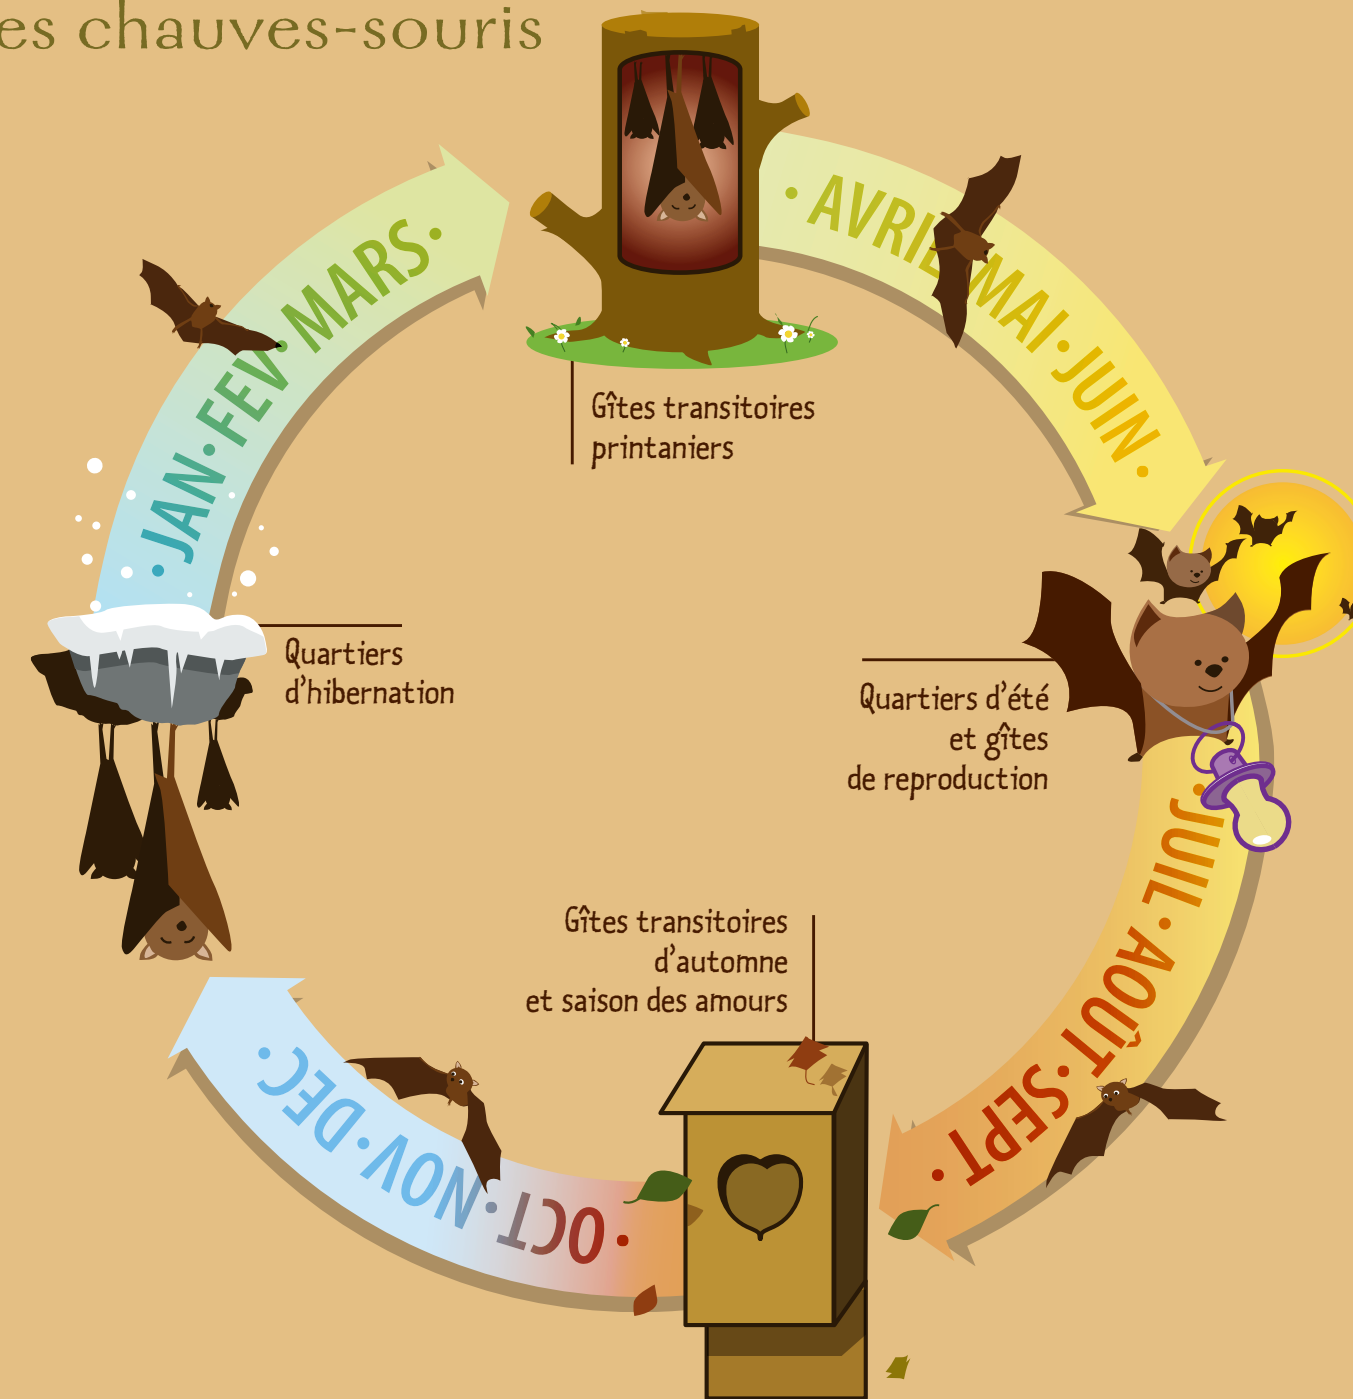 es chauves-souris
· JAN · FEV · MARS ·
· AVRIL · MAI · JUIN ·
Gîtes transitoires
printaniers
Quartiers
d'hibernation
Quartiers d'été
et gîtes
de reproduction
· JUIL · AOÛT · SEPT ·
Gîtes transitoires
d'automne
et saison des amours
· OCT · NOV · DEC ·